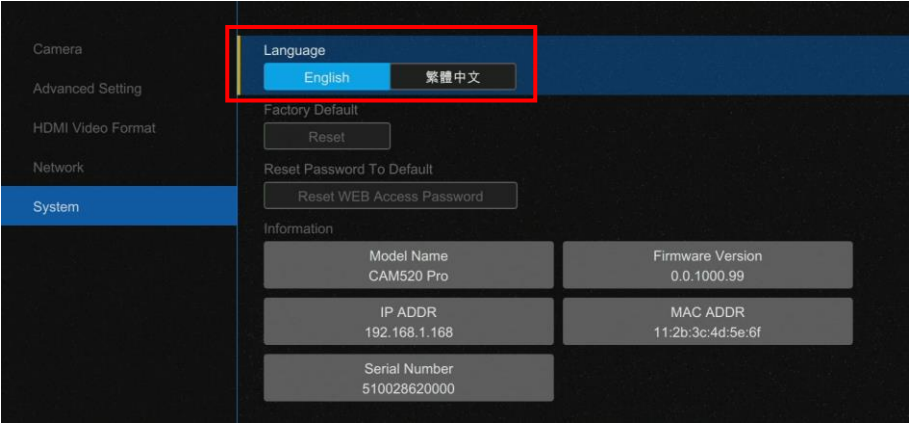 Camera
Advanced Setting
HDMI Video Format
Network
System
Language
English 繁體中文
Factory Default
Reset
Reset Password To Default
Reset WEB Access Password
Information
Model Name
CAM520 Pro
Firmware Version
0.0.1000.99
IP ADDR
192.168.1.168
MAC ADDR
11:2b:3c:4d:5e:6f
Serial Number
510028620000